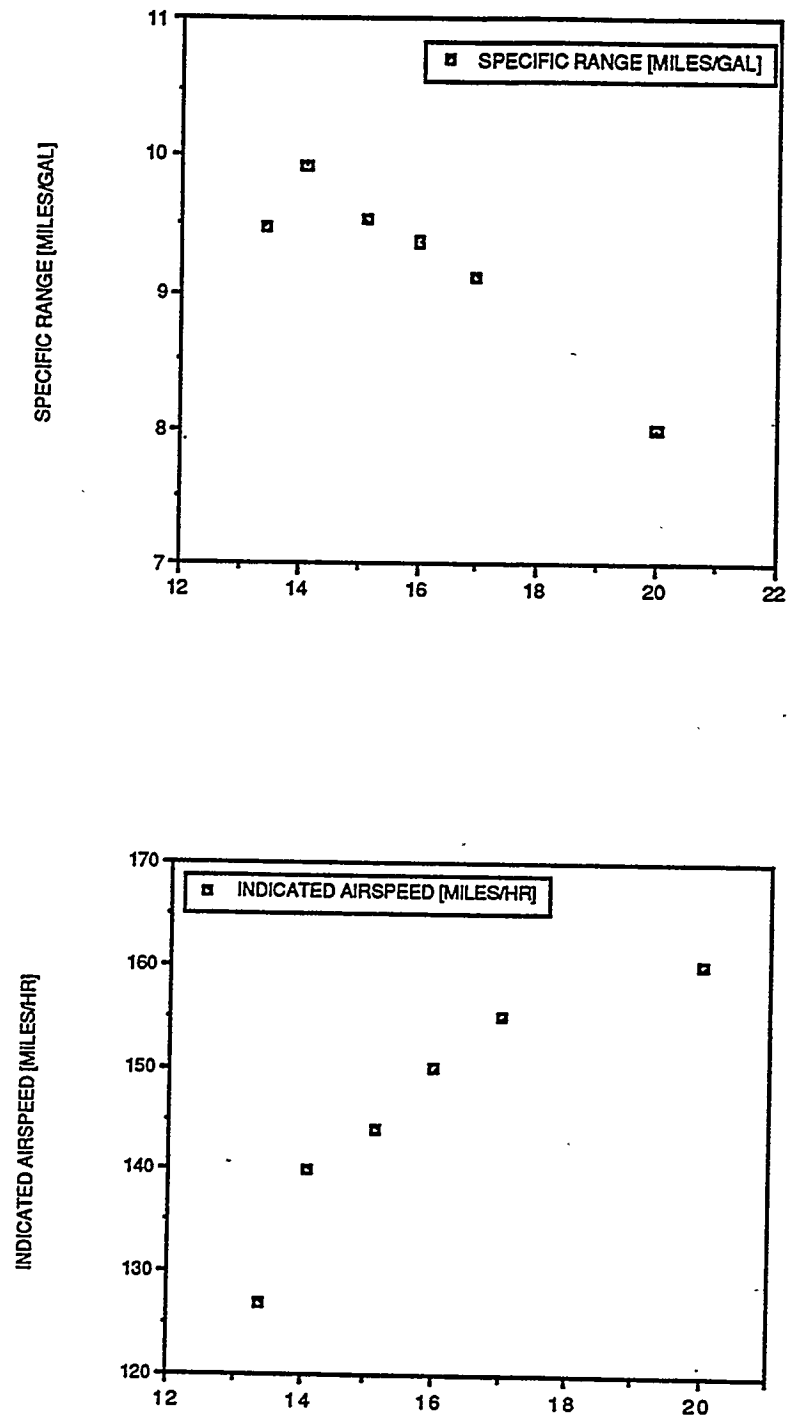 11
SPECIFIC RANGE [MILES/GAL]
10
9
8
7
SPECIFIC RANGE [MILES/GAL]
12 14 16 18 20 22
170
INDICATED AIRSPEED [MILES/HR]
160
150
140
130
120
INDICATED AIRSPEED [MILES/HR]
12 14 16 18 20